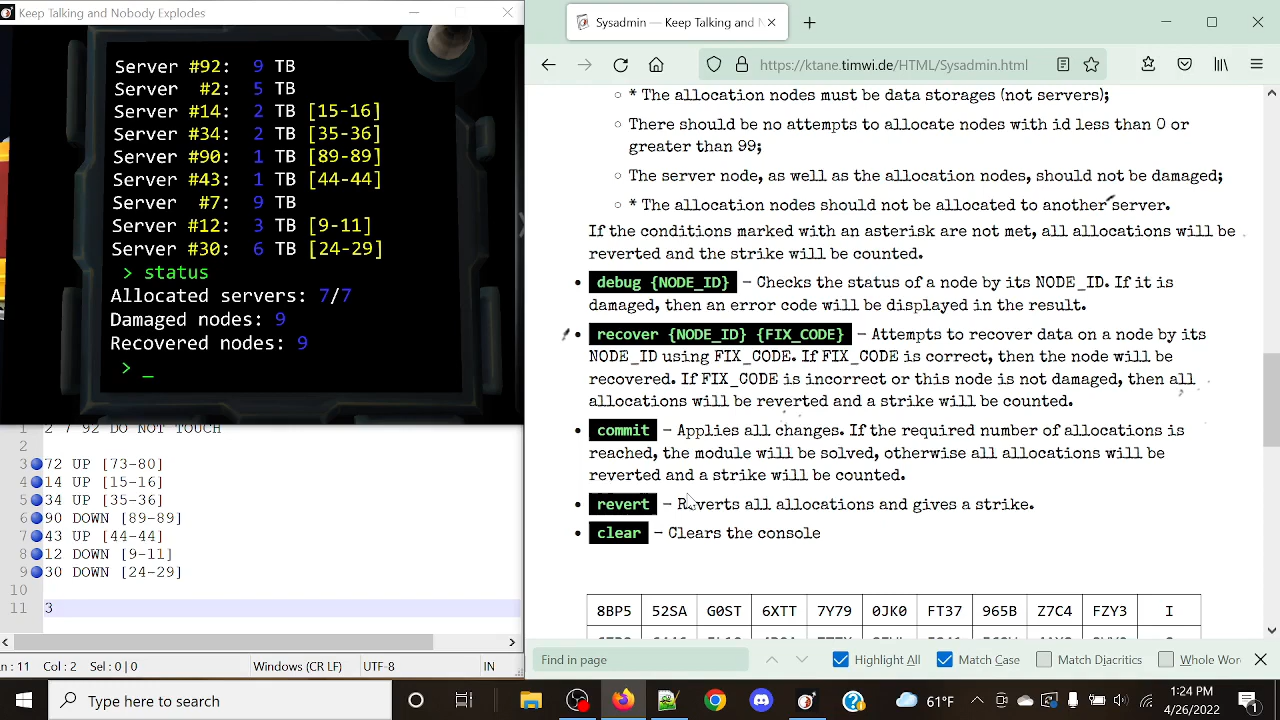 Keep Talking and Nobody Explodes
Server #92: 9 TB
Server #2: 5 TB
Server #14: 2 TB [15-16]
Server #34: 2 TB [35-36]
Server #90: 1 TB [89-89]
Server #43: 1 TB [44-44]
Server #7: 9 TB
Server #12: 3 TB [9-11]
Server #30: 6 TB [24-29]
> status
Allocated servers: 7/7
Damaged nodes: 9
Recovered nodes: 9
> _
1 2 7 92 DO NOT TOUCH
2
3 72 UP [73-80]
4 14 UP [15-16]
5 34 UP [35-36]
6 90 DOWN [89-89]
7 43 UP [44-44]
8 12 DOWN [9-11]
9 30 DOWN [24-29]
10
11 3
Ln: 11 Col: 2 Sel: 0 | 0
Windows (CR LF)
UTF-8
IN
Sysadmin — Keep Talking and N
https://ktane.timwi.de/HTML/Sysadmin.html
* The allocation nodes must be data storages (not servers);
There should be no attempts to allocate nodes with id less than 0 or
greater than 99;
The server node, as well as the allocation nodes, should not be damaged;
* The allocation nodes should not be allocated to another server.
If the conditions marked with an asterisk are not met, all allocations will be
reverted and the strike will be counted.
debug {NODE_ID} – Checks the status of a node by its NODE_ID. If it is
damaged, then an error code will be displayed in the result.
recover {NODE_ID} {FIX_CODE} – Attempts to recover data on a node by its
NODE_ID using FIX_CODE. If FIX_CODE is correct, then the node will be
recovered. If FIX_CODE is incorrect or this node is not damaged, then all
allocations will be reverted and a strike will be counted.
commit – Applies all changes. If the required number of allocations is
reached, the module will be solved, otherwise all allocations will be
reverted and a strike will be counted.
revert – Reverts all allocations and gives a strike.
clear – Clears the console
8BP5 52SA G0ST 6XTT 7Y79 0JK0 FT37 965B Z7C4 FZY3 I
Find in page
Highlight All
Match Case
Match Diacritics
Whole Wor
Type here to search
61°F
1:24 PM
4/26/2022